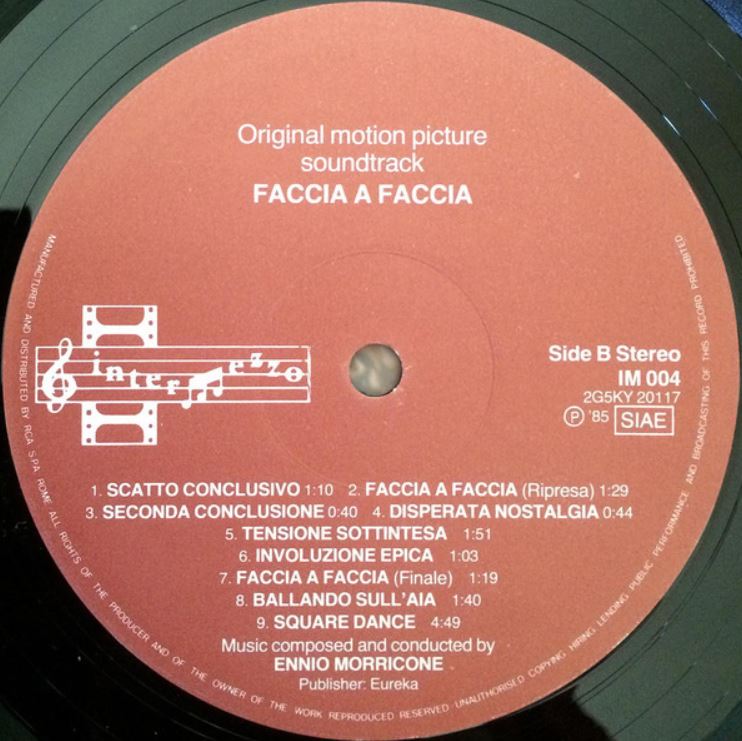 Original motion picture
soundtrack
FACCIA A FACCIA
intermezzo
Side B Stereo
IM 004
2G5KY 20117
Ⓟ '85 SIAE
1. SCATTO CONCLUSIVO 1:10 2. FACCIA A FACCIA (Ripresa) 1:29
3. SECONDA CONCLUSIONE 0:40 4. DISPERATA NOSTALGIA 0:44
5. TENSIONE SOTTINTESA 1:51
6. INVOLUZIONE EPICA 1:03
7. FACCIA A FACCIA (Finale) 1:19
8. BALLANDO SULL'AIA 1:40
9. SQUARE DANCE 4:49
Music composed and conducted by
ENNIO MORRICONE
Publisher: Eureka
MANUFACTURED AND DISTRIBUTED BY RCA S.P.A. ROME ALL RIGHTS OF THE PRODUCER AND OF THE OWNER OF THE WORK REPRODUCED RESERVED · UNAUTHORISED COPYING HIRING LENDING PUBLIC PERFORMANCE AND BROADCASTING OF THIS RECORD PROHIBITED